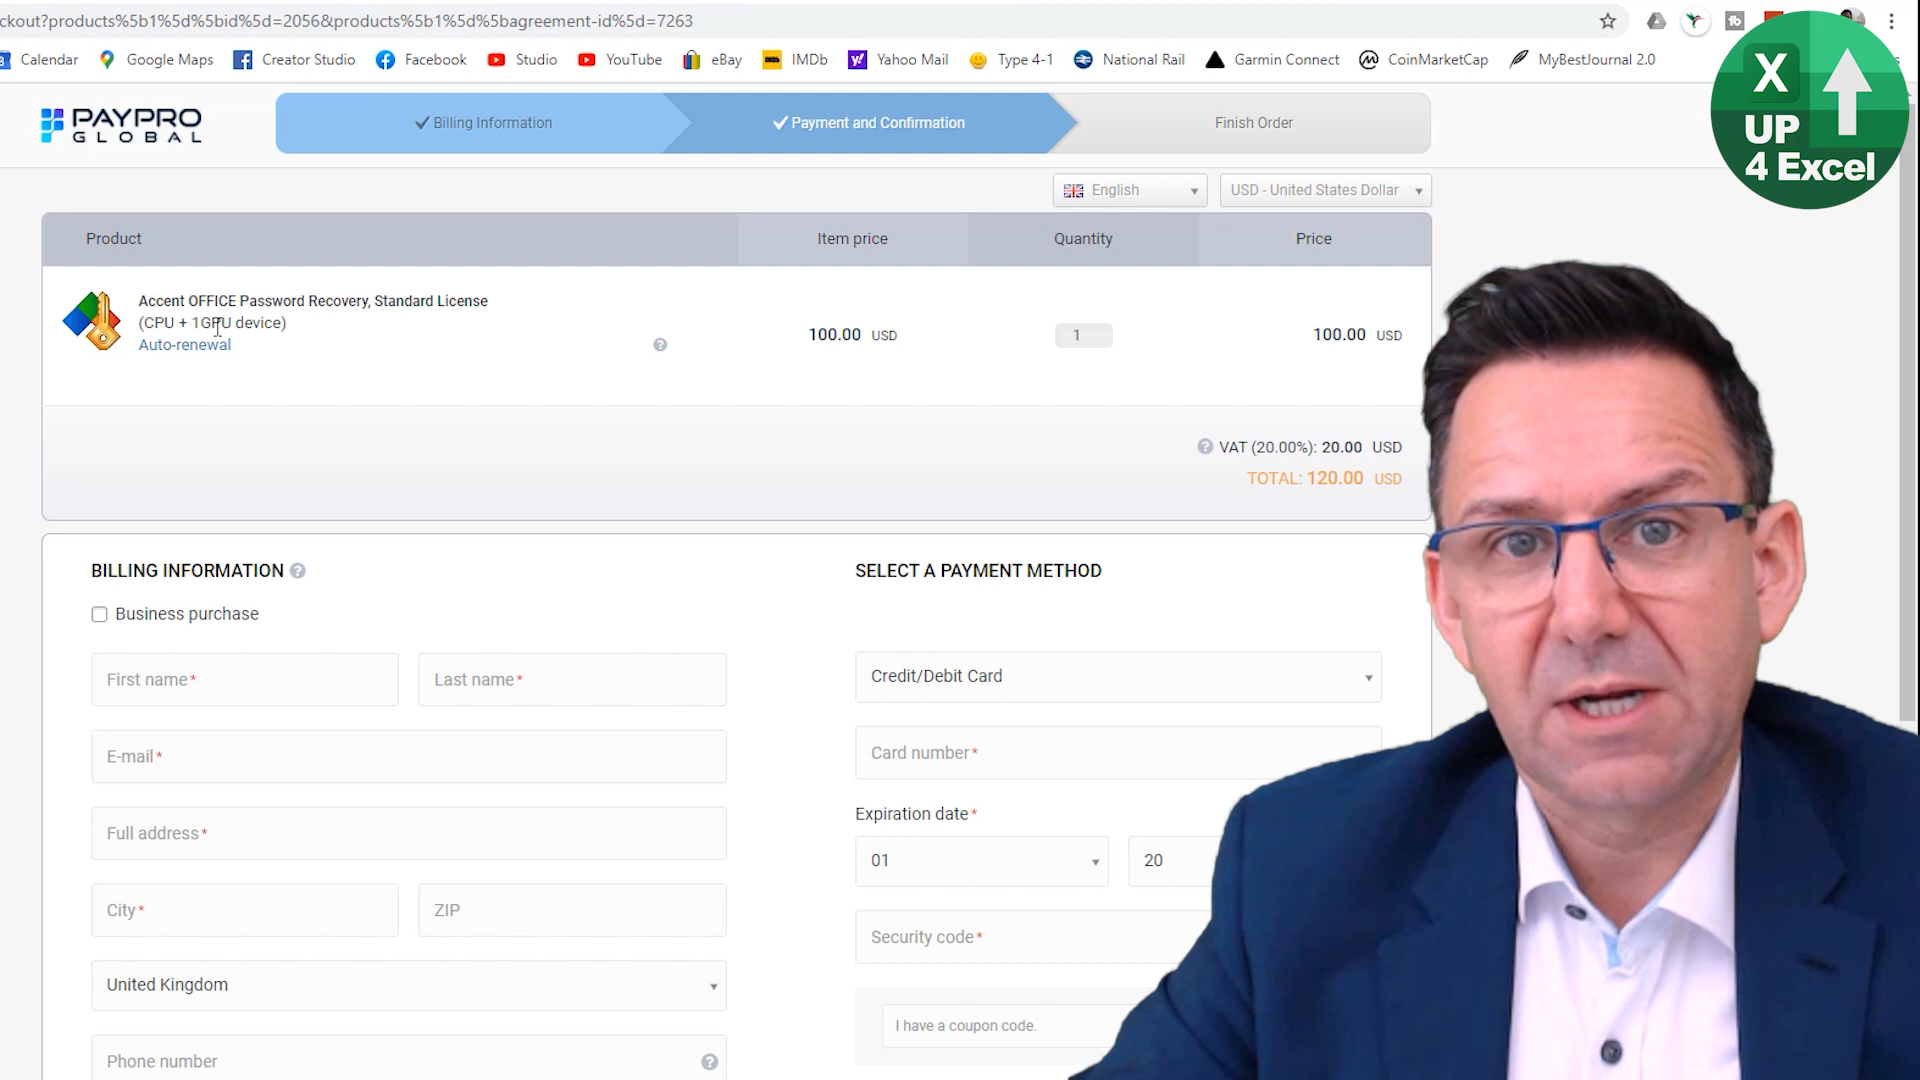 ckout?products%5b1%5d%5bid%5d=2056&products%5b1%5d%5bagreement-id%5d=7263
Calendar
Google Maps
Creator Studio
Facebook
Studio
YouTube
eBay
IMDb
Yahoo Mail
Type 4-1
National Rail
Garmin Connect
CoinMarketCap
MyBestJournal 2.0
X
UP
4 Excel
PAYPRO
GLOBAL
Billing Information
Payment and Confirmation
Finish Order
English
USD - United States Dollar
Product
Item price
Quantity
Price
Accent OFFICE Password Recovery, Standard License
(CPU + 1GPU device)
Auto-renewal
100.00 USD
1
100.00 USD
VAT (20.00%): 20.00 USD
TOTAL: 120.00 USD
BILLING INFORMATION
SELECT A PAYMENT METHOD
Business purchase
First name*
Last name*
Credit/Debit Card
E-mail*
Card number*
Full address*
Expiration date*
01
20
City*
ZIP
Security code*
United Kingdom
I have a coupon code.
Phone number